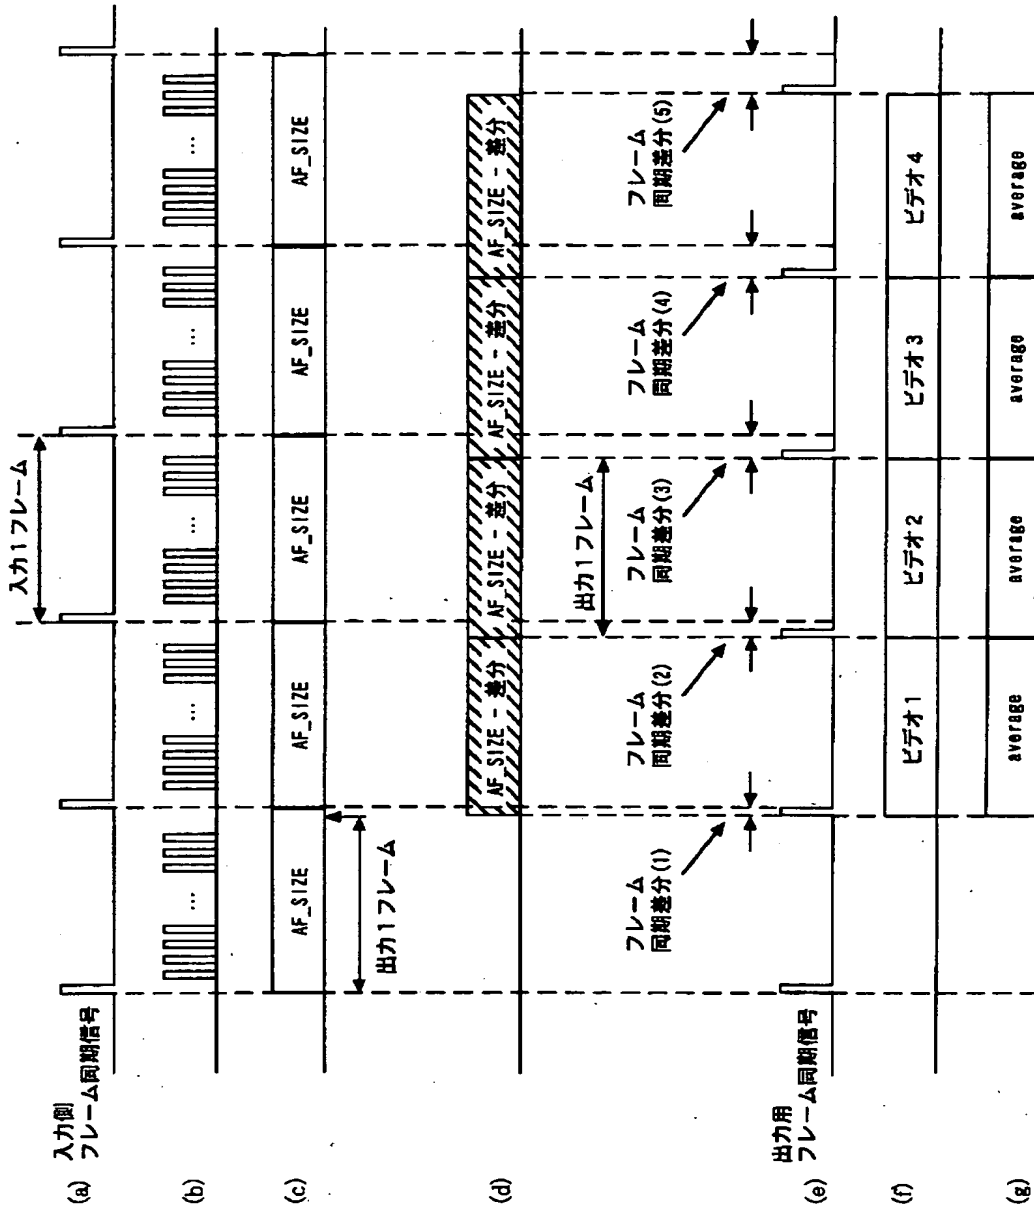 (a)
入力側
フレーム同期信号
入力1フレーム
(b)
...
...
...
...
...
(c)
AF_SIZE
AF_SIZE
AF_SIZE
AF_SIZE
AF_SIZE
出力1フレーム
(d)
AF_SIZE - 差分
AF_SIZE - 差分
AF_SIZE - 差分
AF_SIZE - 差分
出力1フレーム
フレーム
同期差分(1)
フレーム
同期差分(2)
フレーム
同期差分(3)
フレーム
同期差分(4)
フレーム
同期差分(5)
(e)
出力用
フレーム同期信号
(f)
ビデオ1
ビデオ2
ビデオ3
ビデオ4
(g)
average
average
average
average